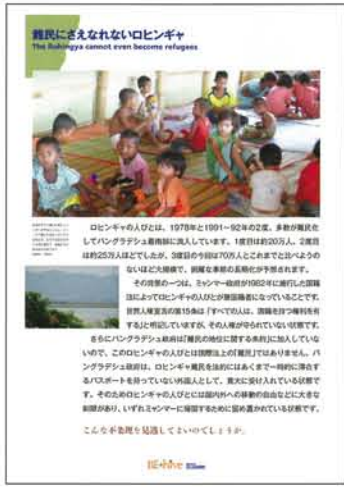 難民にさえなれないロヒンギャ
The Rohingya cannot even become refugees
ロヒンギャの人びとは、1978年と1991〜92年の2度、多数が難民化
してバングラデシュ最南部に流入しています。1度目は約20万人、2度目
は約25万人ほどでしたが、3度目の今回は70万人とこれまでと比べようの
ないほど大規模で、困難な事態の長期化が予想されます。
その背景の一つは、ミャンマー政府が1982年に施行した国籍
法によってロヒンギャの人びとが無国籍者になっていることです。
世界人権宣言の第15条は「すべての人は、国籍を持つ権利を有
する」と明記していますが、その人権が守られていない状態です。
さらにバングラデシュ政府は「難民の地位に関する条約」に加入していな
いので、このロヒンギャの人びとは国際法上の「難民」ではありません。バ
ングラデシュ政府は、ロヒンギャ難民を法的にはあくまで一時的に滞在す
るパスポートを持っていない外国人として、寛大に受け入れている状態で
す。そのためロヒンギャの人びとには国内外への移動の自由などに大きな
制限があり、いずれミャンマーに帰還するために留め置かれている状態です。
こんな不条理を見過してよいのでしょうか。
BE+hive